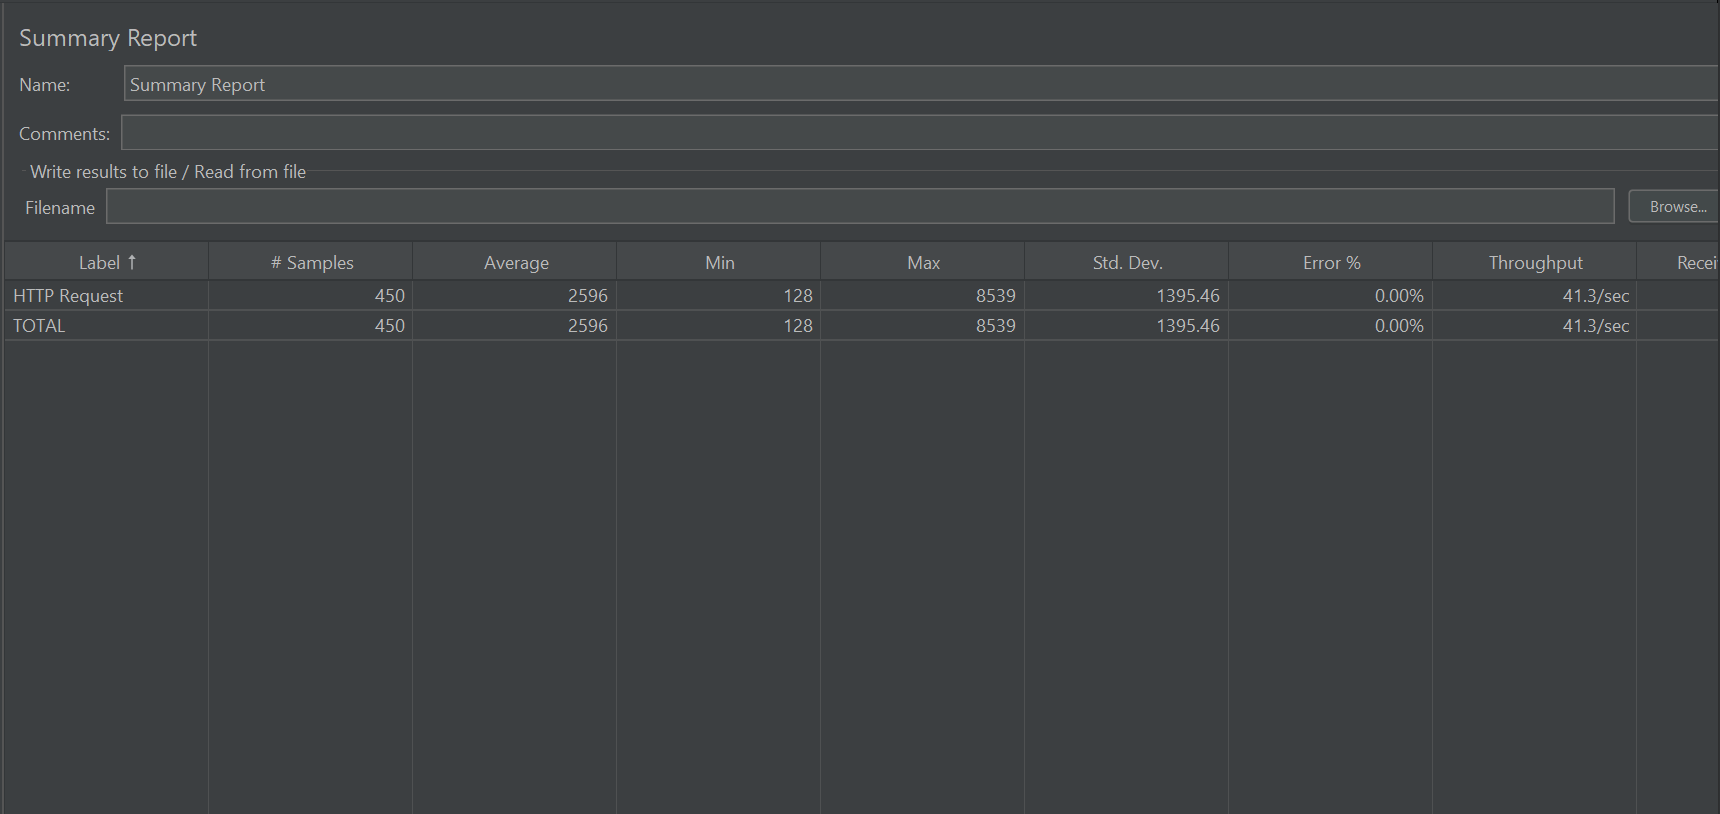 Summary Report
Name: Summary Report
Comments:
Write results to file / Read from file
Filename Browse...
Label ↑ # Samples Average Min Max Std. Dev. Error % Throughput Recei
HTTP Request 450 2596 128 8539 1395.46 0.00% 41.3/sec
TOTAL 450 2596 128 8539 1395.46 0.00% 41.3/sec